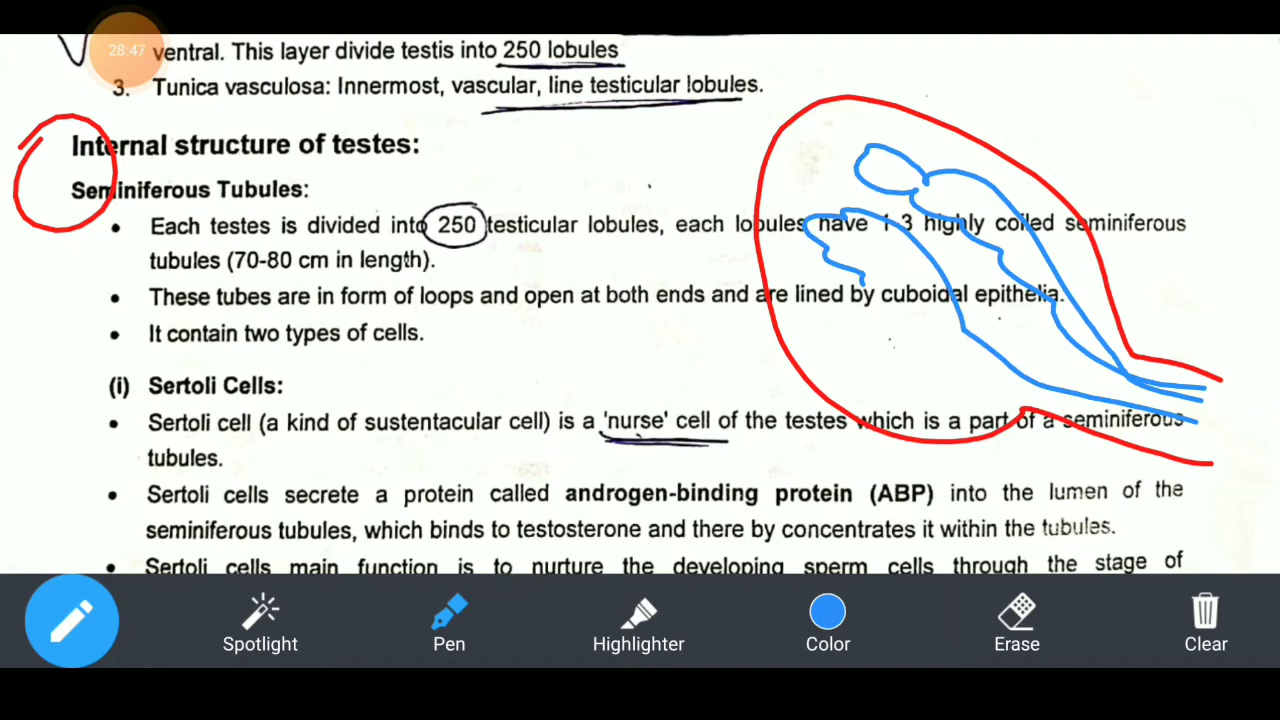 28:47
ventral. This layer divide testis into 250 lobules
3. Tunica vasculosa: Innermost, vascular, line testicular lobules.
Internal structure of testes:
Seminiferous Tubules:
• Each testes is divided into 250 testicular lobules, each lobules have 1-3 highly coiled seminiferous
tubules (70-80 cm in length).
• These tubes are in form of loops and open at both ends and are lined by cuboidal epithelia.
• It contain two types of cells.
(i) Sertoli Cells:
• Sertoli cell (a kind of sustentacular cell) is a 'nurse' cell of the testes which is a part of a seminiferous
tubules.
• Sertoli cells secrete a protein called androgen-binding protein (ABP) into the lumen of the
seminiferous tubules, which binds to testosterone and there by concentrates it within the tubules.
• Sertoli cells main function is to nurture the developing sperm cells through the stage of
Spotlight Pen Highlighter Color Erase Clear